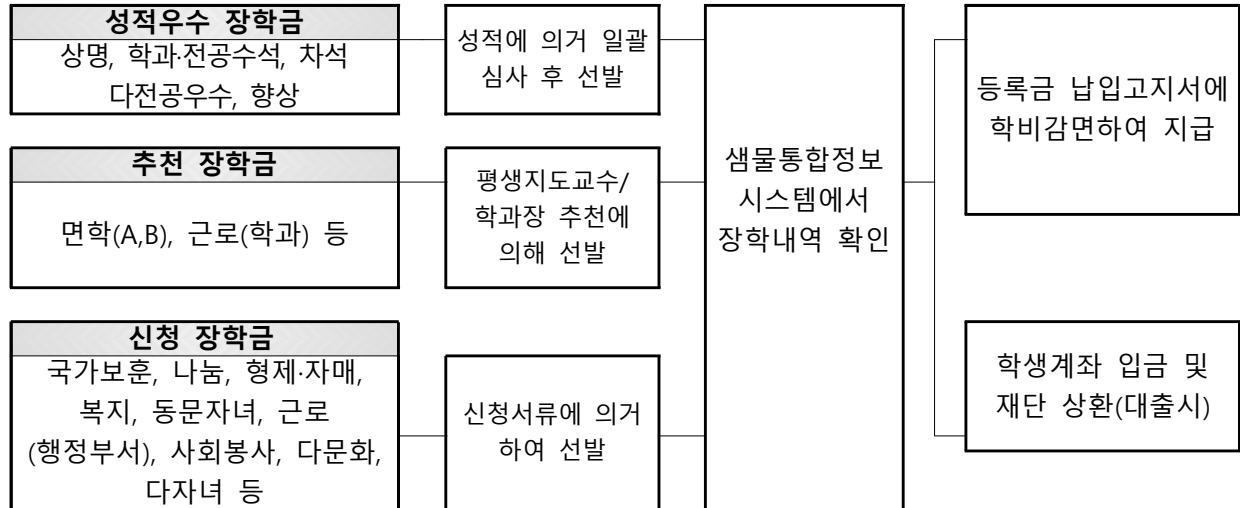 성적우수 장학금
상명, 학과·전공수석, 차석
다전공우수, 향상
성적에 의거 일괄
심사 후 선발
추천 장학금
면학(A,B), 근로(학과) 등
평생지도교수/
학과장 추천에
의해 선발
신청 장학금
국가보훈, 나눔, 형제·자매,
복지, 동문자녀, 근로
(행정부서), 사회봉사, 다문화,
다자녀 등
신청서류에 의거
하여 선발
샘물통합정보
시스템에서
장학내역 확인
등록금 납입고지서에
학비감면하여 지급
학생계좌 입금 및
재단 상환(대출시)